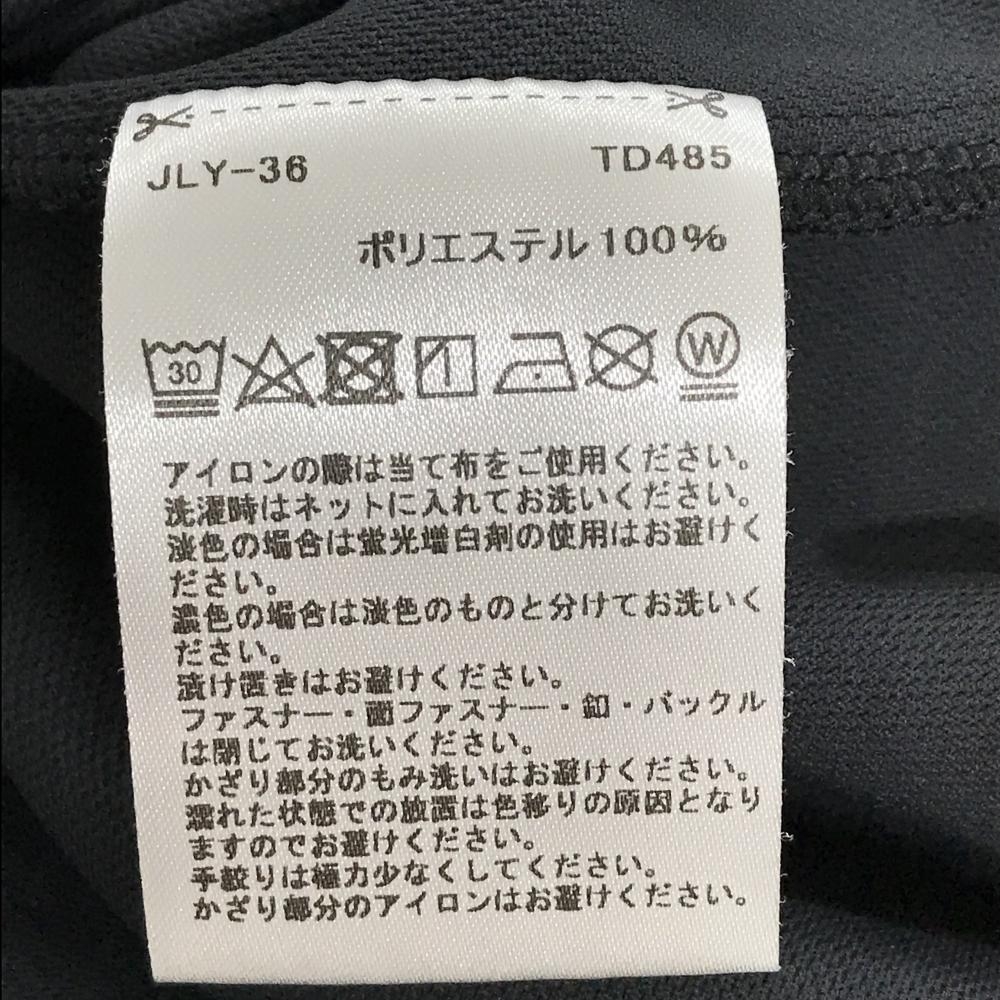 JLY-36 TD485
ポリエステル100%
30 W
アイロンの際は当て布をご使用ください。
洗濯時はネットに入れてお洗いください。
淡色の場合は蛍光増白剤の使用はお避けく
ださい。
濃色の場合は淡色のものと分けてお洗いく
ださい。
漬け置きはお避けください。
ファスナー・面ファスナー・釦・バックル
は閉じてお洗いください。
かざり部分のもみ洗いはお避けください。
濡れた状態での放置は色移りの原因となり
ますのでお避けください。
手絞りは極力少なくしてください。
かざり部分のアイロンはお避けください。